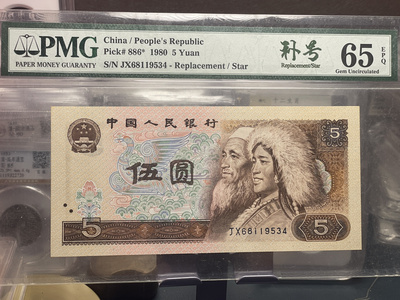 PMG
PAPER MONEY GUARANTY
China / People's Republic
Pick# 886* 1980 5 Yuan
S/N JX68119534 - Replacement / Star
补号
Replacement/Star
65 EPQ
Gem Uncirculated
中国人民银行
5
伍圆
JX68119534
5
5